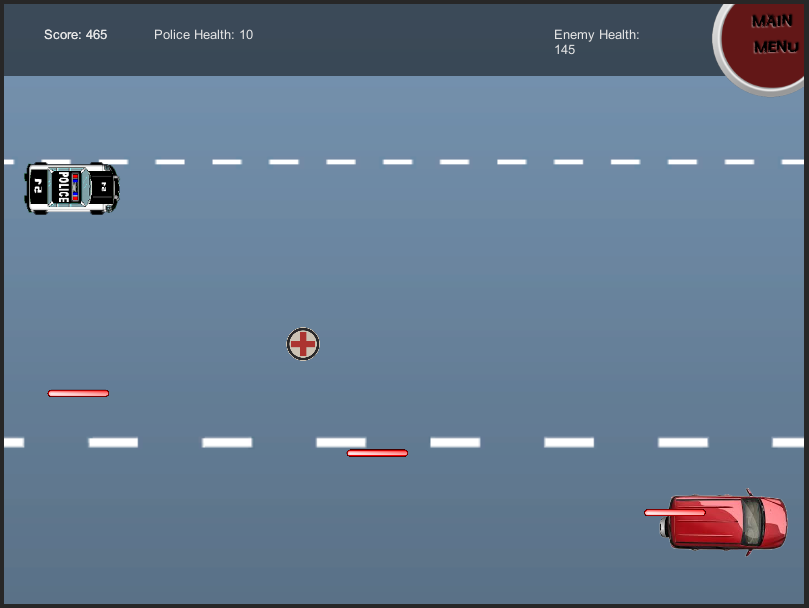 Score: 465
Police Health: 10
Enemy Health:
145
MAIN
MENU
POLICE